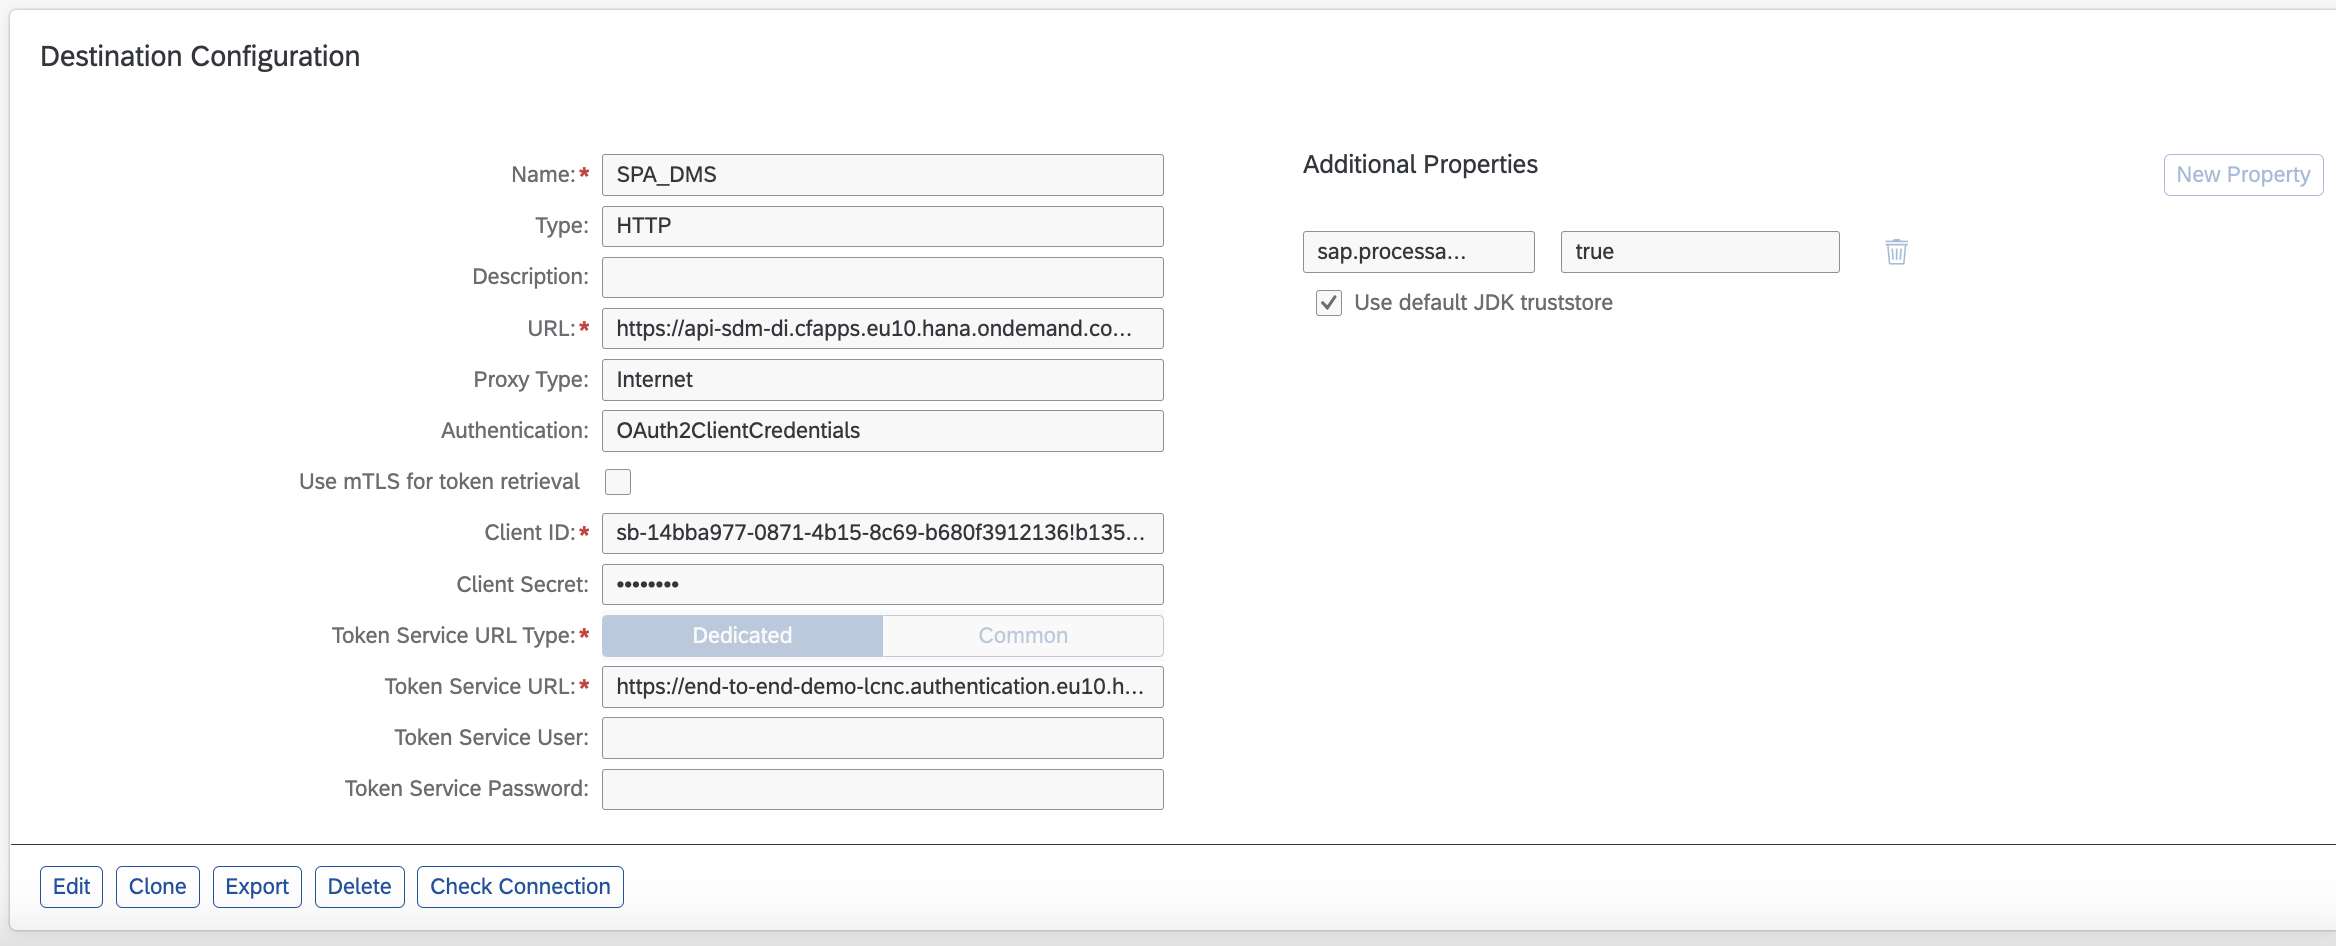 Destination Configuration
Name:* SPA_DMS
Type: HTTP
Description:
URL:* https://api-sdm-di.cfapps.eu10.hana.ondemand.co...
Proxy Type: Internet
Authentication: OAuth2ClientCredentials
Use mTLS for token retrieval
Client ID:* sb-14bba977-0871-4b15-8c69-b680f3912136!b135...
Client Secret: ••••••••
Token Service URL Type:* Dedicated Common
Token Service URL:* https://end-to-end-demo-lcnc.authentication.eu10.h...
Token Service User:
Token Service Password:
Additional Properties
New Property
sap.processa... true
Use default JDK truststore
Edit Clone Export Delete Check Connection